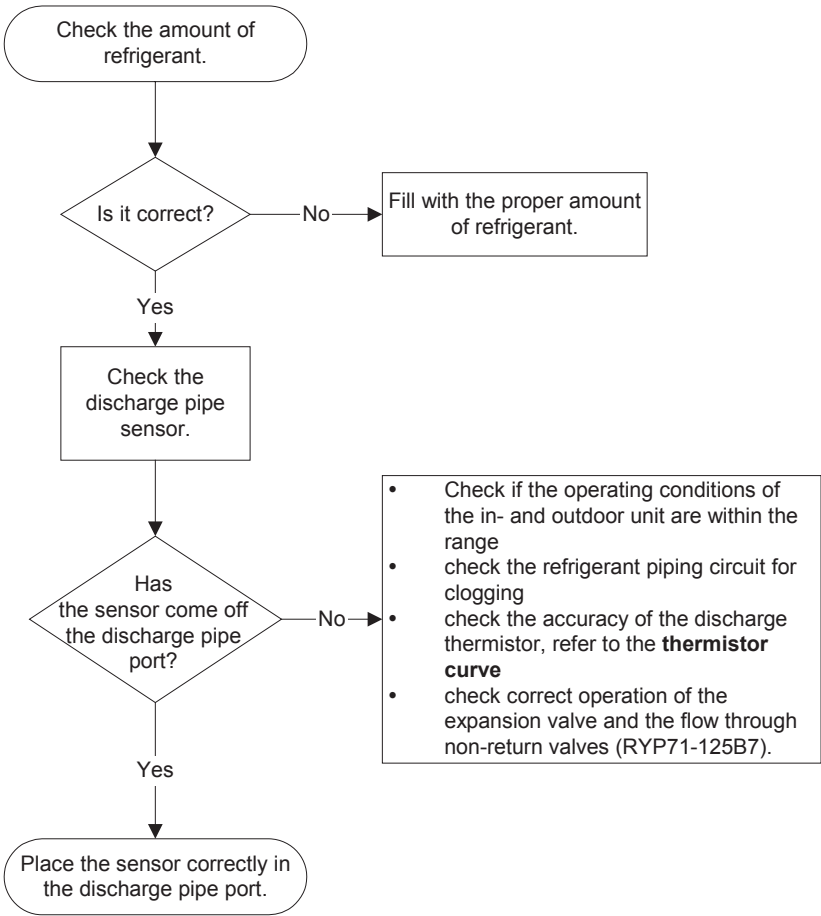 Check the amount of
refrigerant.
Is it correct?
No
Fill with the proper amount
of refrigerant.
Yes
Check the
discharge pipe
sensor.
Has
the sensor come off
the discharge pipe
port?
No
• Check if the operating conditions of
the in- and outdoor unit are within the
range
• check the refrigerant piping circuit for
clogging
• check the accuracy of the discharge
thermistor, refer to the thermistor
curve
• check correct operation of the
expansion valve and the flow through
non-return valves (RYP71-125B7).
Yes
Place the sensor correctly in
the discharge pipe port.